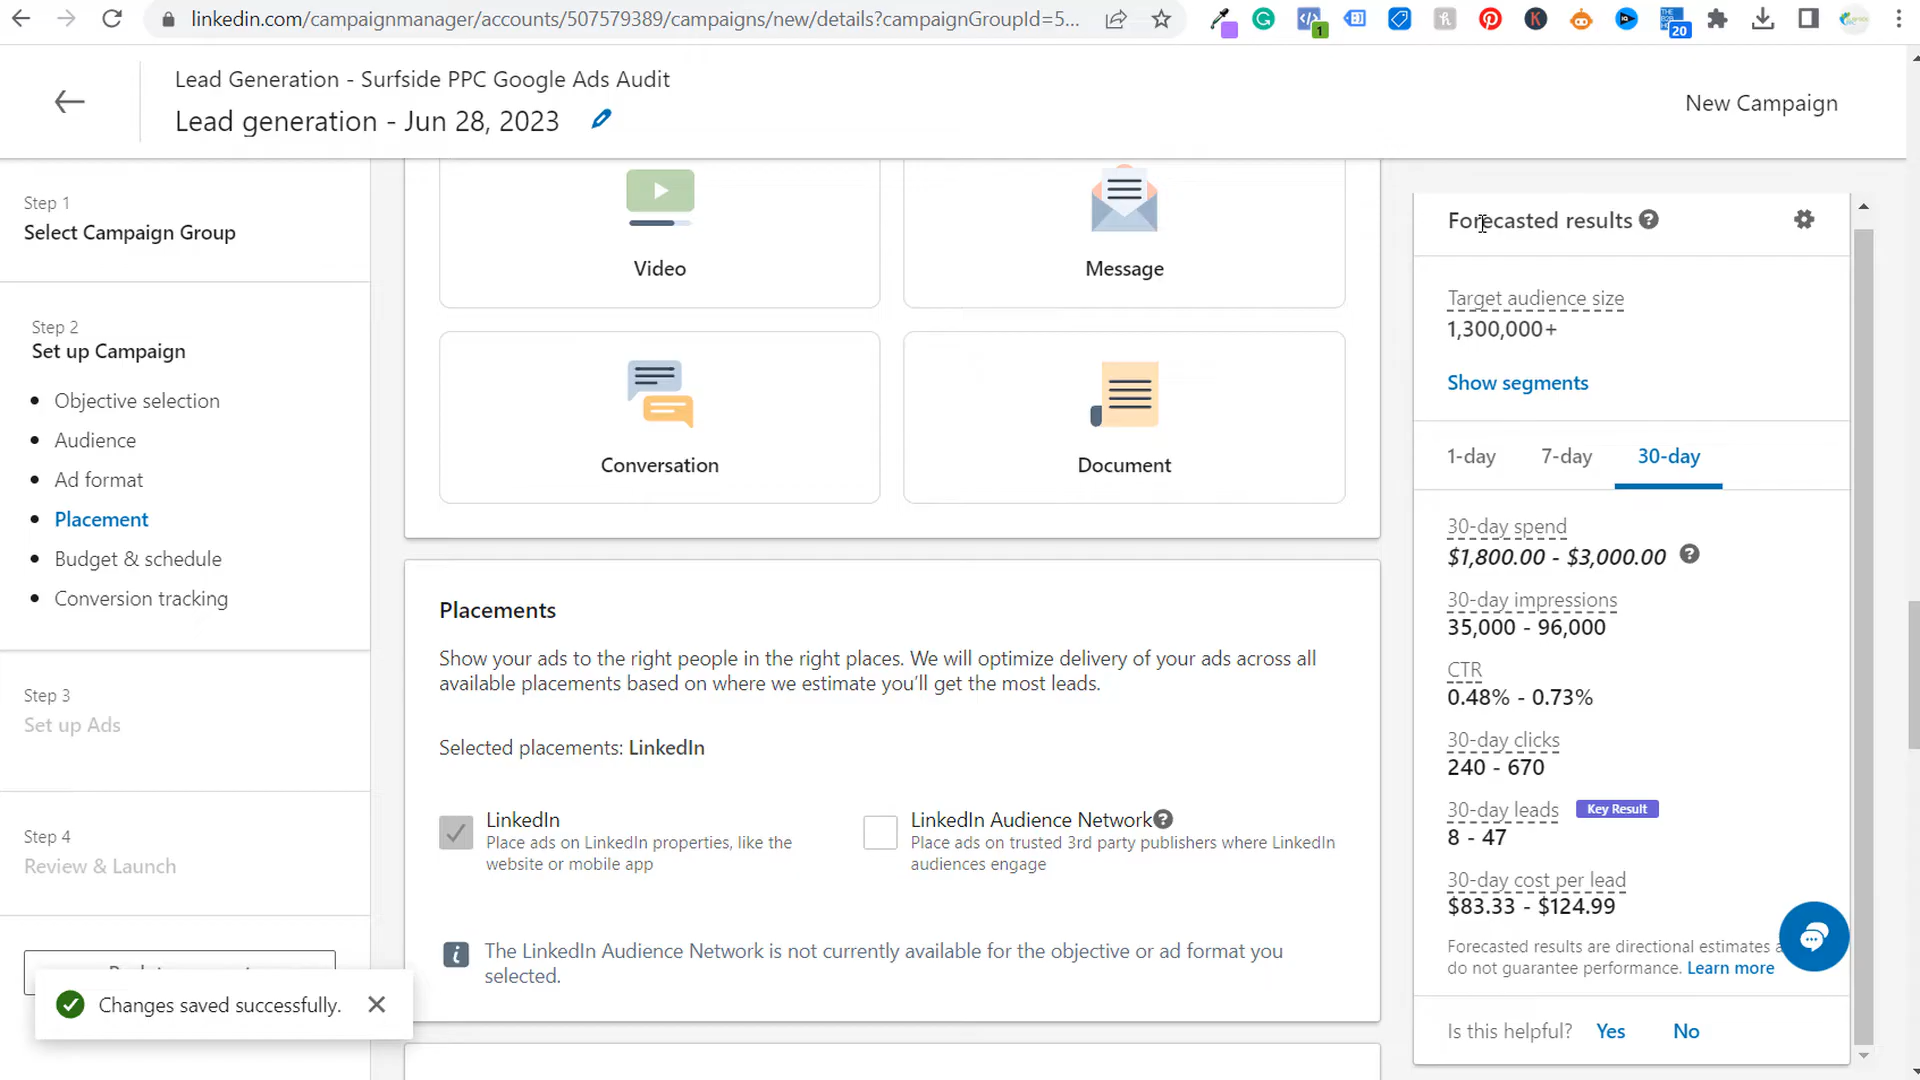 linkedin.com/campaignmanager/accounts/507579389/campaigns/new/details?campaignGroupId=5...
1
20
Lead Generation - Surfside PPC Google Ads Audit
Lead generation - Jun 28, 2023
New Campaign
Step 1
Select Campaign Group
Step 2
Set up Campaign
Objective selection
Audience
Ad format
Placement
Budget & schedule
Conversion tracking
Step 3
Set up Ads
Step 4
Review & Launch
Changes saved successfully.
Video
Message
Conversation
Document
Placements
Show your ads to the right people in the right places. We will optimize delivery of your ads across all
available placements based on where we estimate you'll get the most leads.
Selected placements: LinkedIn
LinkedIn
Place ads on LinkedIn properties, like the
website or mobile app
LinkedIn Audience Network
Place ads on trusted 3rd party publishers where LinkedIn
audiences engage
The LinkedIn Audience Network is not currently available for the objective or ad format you
selected.
Forecasted results
Target audience size
1,300,000+
Show segments
1-day 7-day 30-day
30-day spend
$1,800.00 - $3,000.00
30-day impressions
35,000 - 96,000
CTR
0.48% - 0.73%
30-day clicks
240 - 670
30-day leads Key Result
8 - 47
30-day cost per lead
$83.33 - $124.99
Forecasted results are directional estimates
do not guarantee performance. Learn more
Is this helpful? Yes No